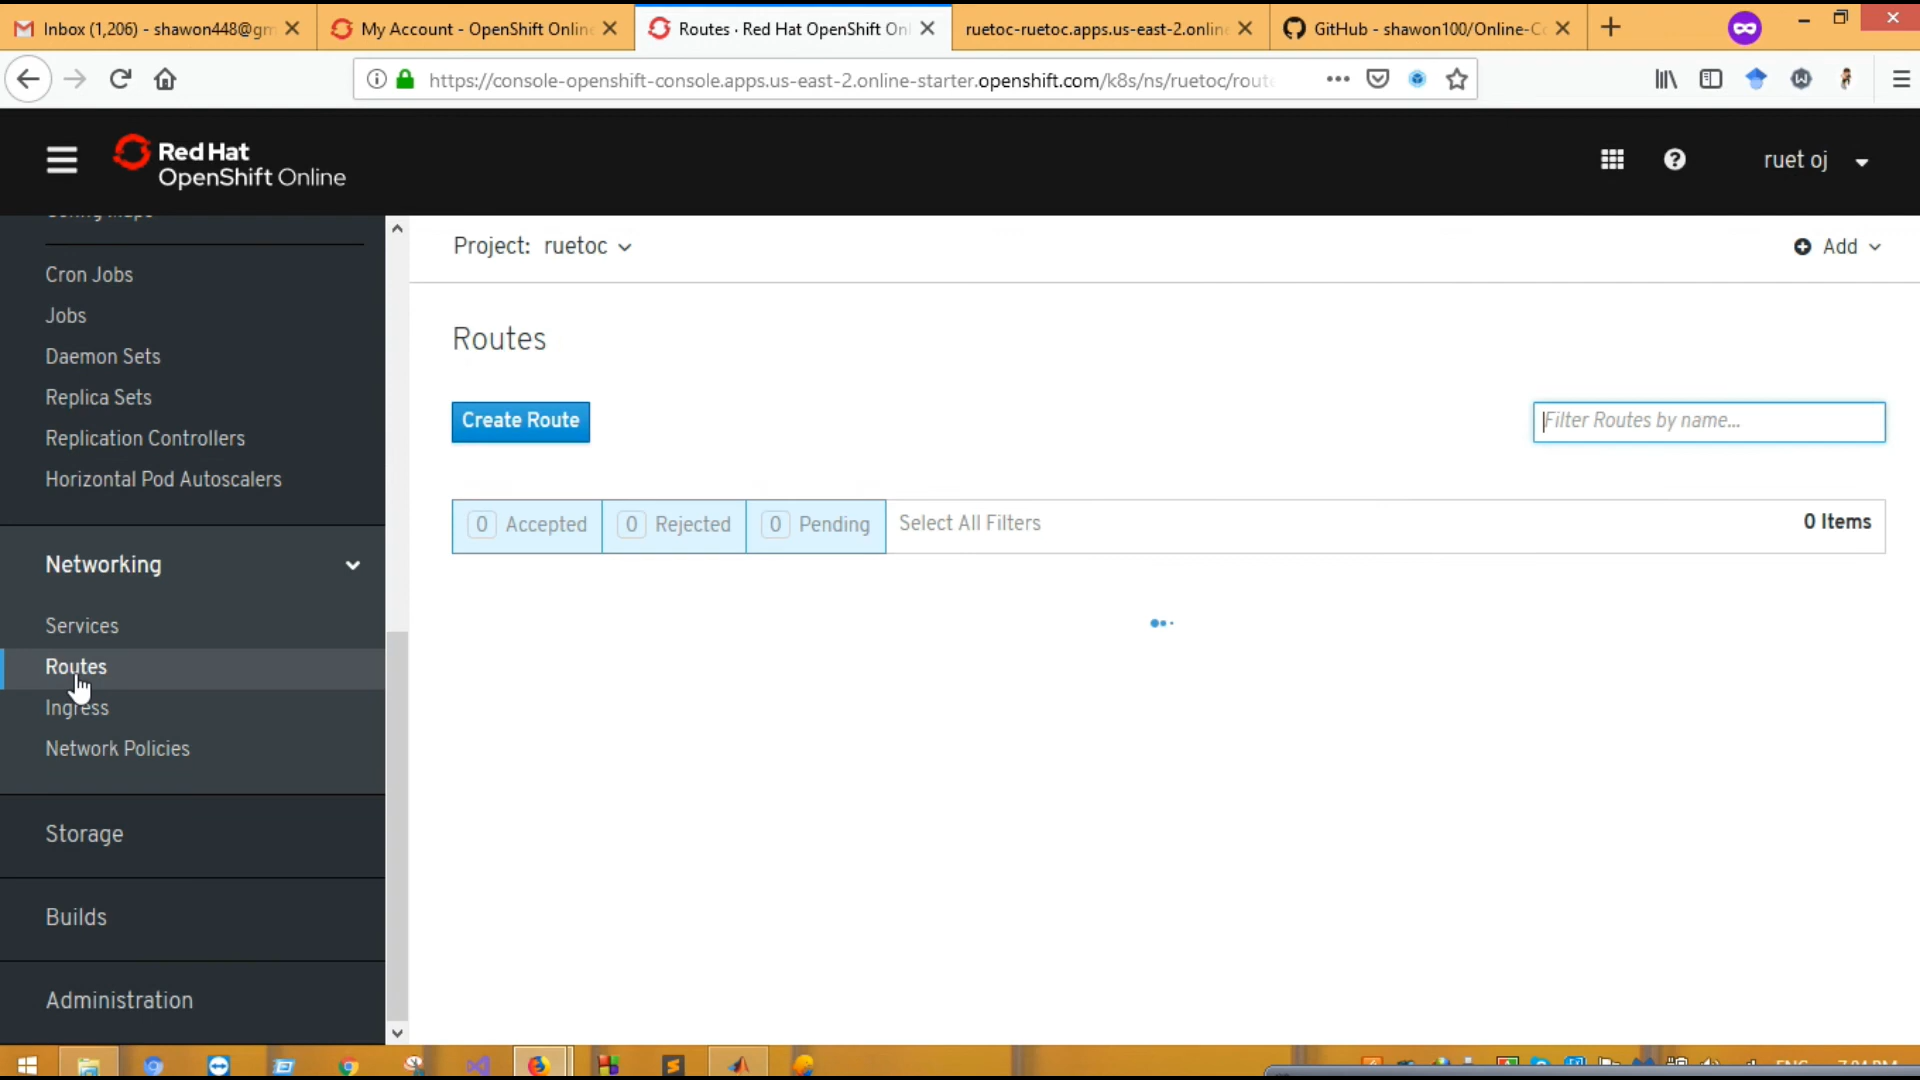 Inbox (1,206) - shawon448@gm
My Account - OpenShift Online
Routes · Red Hat OpenShift Onl
ruetoc-ruetoc.apps.us-east-2.online
GitHub - shawon100/Online-Co
https://console-openshift-console.apps.us-east-2.online-starter.openshift.com/k8s/ns/ruetoc/route
Red Hat
OpenShift Online
ruet oj
Project: ruetoc
Add
Cron Jobs
Jobs
Daemon Sets
Replica Sets
Replication Controllers
Horizontal Pod Autoscalers
Networking
Services
Routes
Ingress
Network Policies
Storage
Builds
Administration
Routes
Create Route
Filter Routes by name...
0 Accepted
0 Rejected
0 Pending
Select All Filters
0 Items